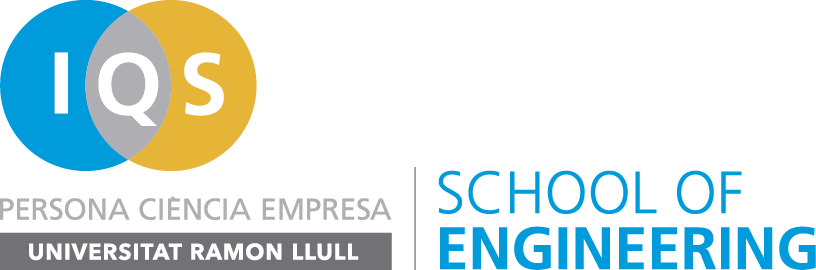 IQS
PERSONA CIÈNCIA EMPRESA
UNIVERSITAT RAMON LLULL
SCHOOL OF
ENGINEERING